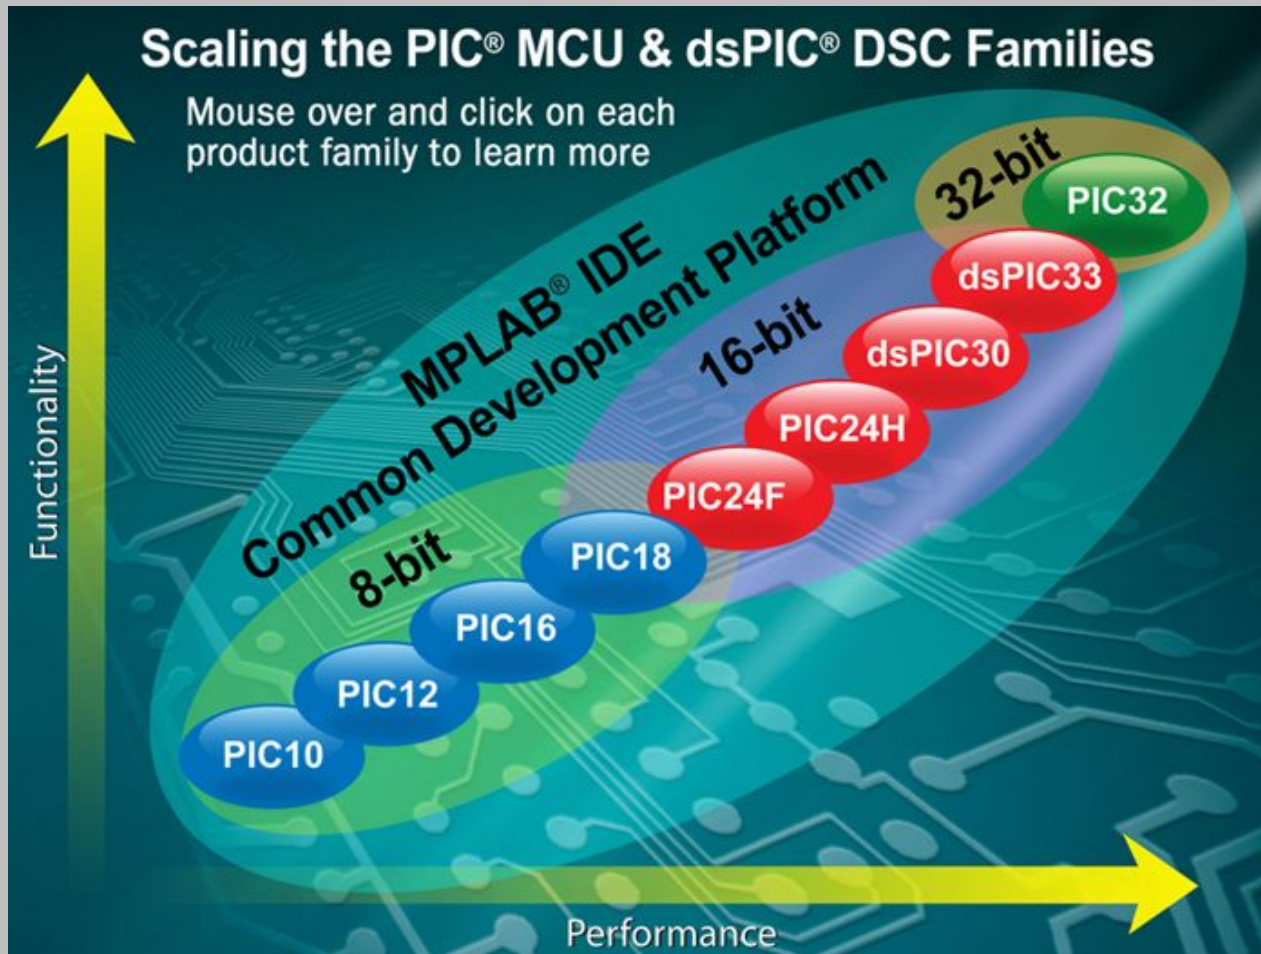 Scaling the PIC® MCU & dsPIC® DSC Families
Mouse over and click on each
product family to learn more
Functionality
MPLAB® IDE
Common Development Platform
32-bit
PIC32
dsPIC33
16-bit
dsPIC30
PIC24H
PIC24F
8-bit
PIC18
PIC16
PIC12
PIC10
Performance